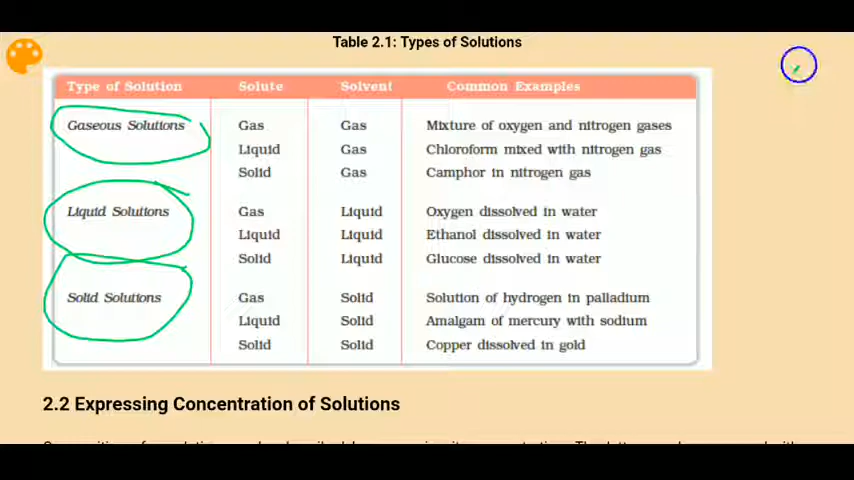 Table 2.1: Types of Solutions
Type of Solution Solute Solvent Common Examples
Gaseous Solutions Gas Gas Mixture of oxygen and nitrogen gases
Liquid Gas Chloroform mixed with nitrogen gas
Solid Gas Camphor in nitrogen gas
Liquid Solutions Gas Liquid Oxygen dissolved in water
Liquid Liquid Ethanol dissolved in water
Solid Liquid Glucose dissolved in water
Solid Solutions Gas Solid Solution of hydrogen in palladium
Liquid Solid Amalgam of mercury with sodium
Solid Solid Copper dissolved in gold
2.2 Expressing Concentration of Solutions